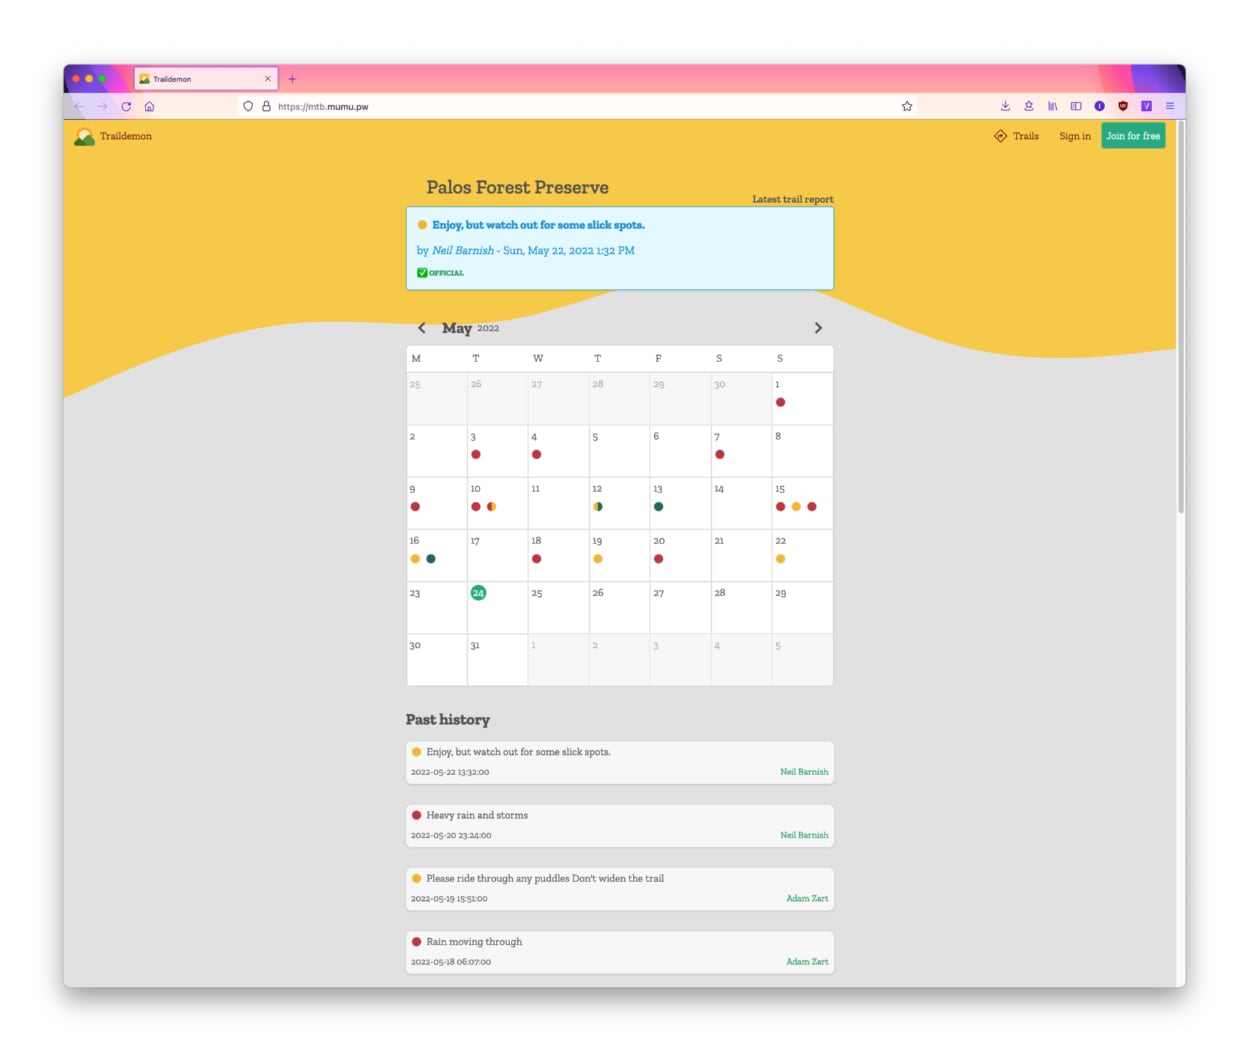 Traildemon
https://mtb.mumu.pw
Traildemon
Trails
Sign in
Join for free
Palos Forest Preserve
Latest trail report
Enjoy, but watch out for some slick spots.
by Neil Barnish - Sun, May 22, 2022 1:32 PM
✅ OFFICIAL
May 2022
M T W T F S S
25 26 27 28 29 30 1
2 3 4 5 6 7 8
9 10 11 12 13 14 15
16 17 18 19 20 21 22
23 24 25 26 27 28 29
30 31 1 2 3 4 5
Past history
Enjoy, but watch out for some slick spots.
2022-05-22 13:32:00 Neil Barnish
Heavy rain and storms
2022-05-20 23:24:00 Neil Barnish
Please ride through any puddles Don't widen the trail
2022-05-19 15:51:00 Adam Zart
Rain moving through
2022-05-18 06:07:00 Adam Zart